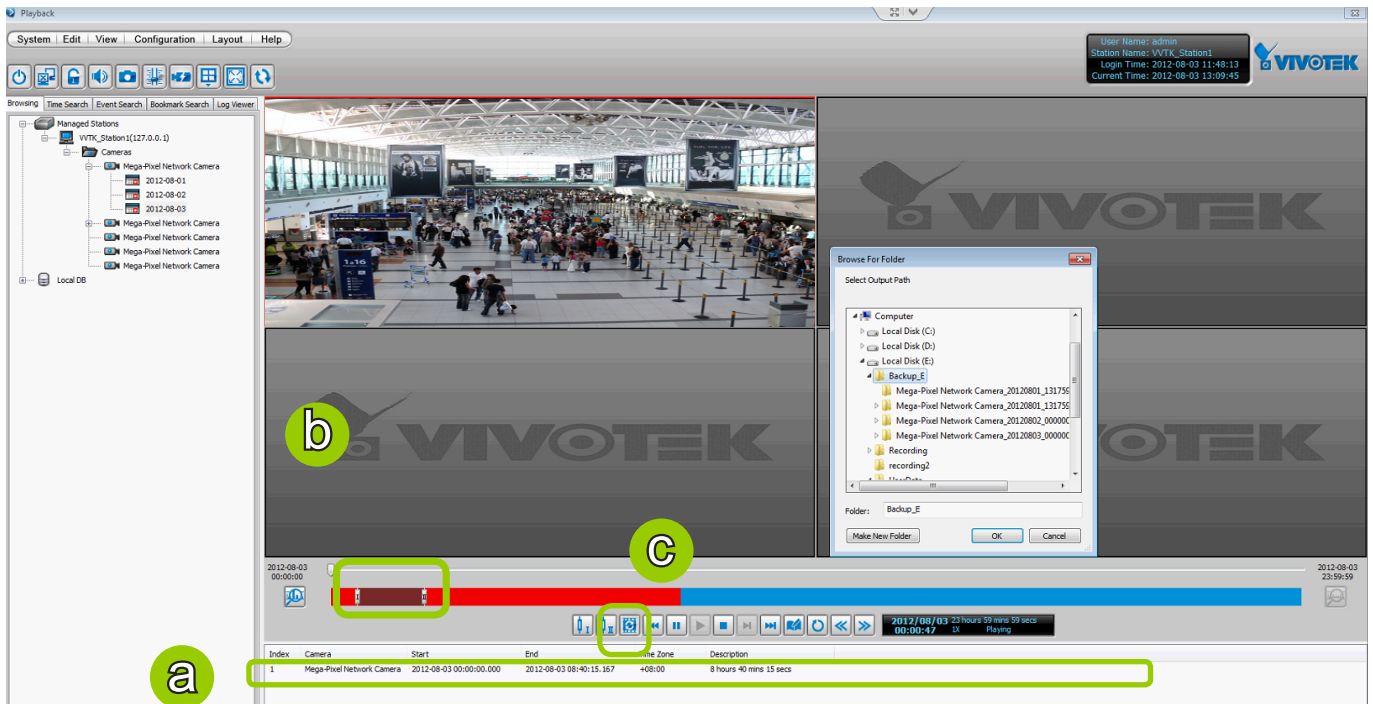 Playback
System Edit View Configuration Layout Help
User Name: admin
Station Name: VVTK_Station1
Login Time: 2012-08-03 11:48:13
Current Time: 2012-08-03 13:09:45
VIVOTEK
Browsing Time Search Event Search Bookmark Search Log Viewer
Managed Stations
VVTK_Station1(127.0.0.1)
Cameras
Mega-Pixel Network Camera
2012-08-01
2012-08-02
2012-08-03
Mega-Pixel Network Camera
Mega-Pixel Network Camera
Mega-Pixel Network Camera
Mega-Pixel Network Camera
Local DB
1a16
VIVOTEK
Browse For Folder
Select Output Path
Computer
Local Disk (C:)
Local Disk (D:)
Local Disk (E:)
Backup_E
Mega-Pixel Network Camera_20120801_131759
Mega-Pixel Network Camera_20120801_131759
Mega-Pixel Network Camera_20120802_000000
Mega-Pixel Network Camera_20120803_000000
Recording
recording2
Folder: Backup_E
Make New Folder OK Cancel
b
VIVOTEK
OTEK
c
2012-08-03
00:00:00
2012-08-03
23:59:59
I II
2012/08/03 23 hours 59 mins 59 secs
00:00:47 1X Playing
Index Camera Start End Time Zone Description
1 Mega-Pixel Network Camera 2012-08-03 00:00:00.000 2012-08-03 08:40:15.167 +08:00 8 hours 40 mins 15 secs
a